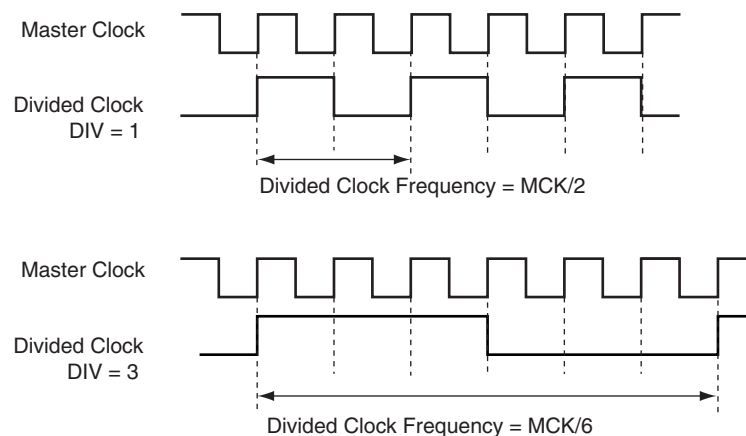 Master Clock
Divided Clock
DIV = 1
Divided Clock Frequency = MCK/2
Master Clock
Divided Clock
DIV = 3
Divided Clock Frequency = MCK/6